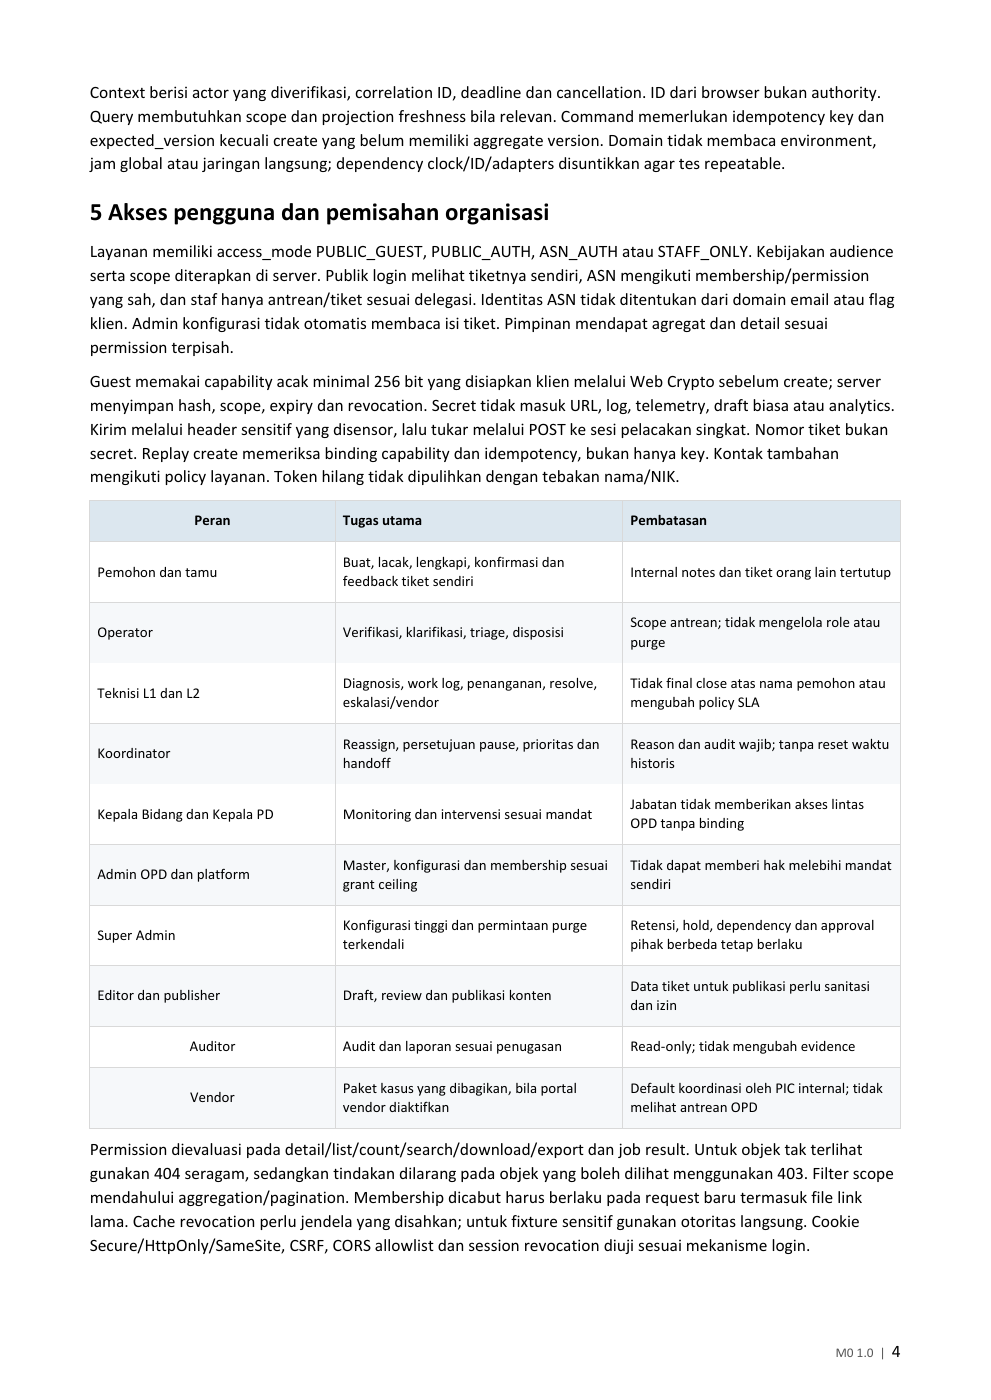 Context berisi actor yang diverifikasi, correlation ID, deadline dan cancellation. ID dari browser bukan authority.
Query membutuhkan scope dan projection freshness bila relevan. Command memerlukan idempotency key dan
expected_version kecuali create yang belum memiliki aggregate version. Domain tidak membaca environment,
jam global atau jaringan langsung; dependency clock/ID/adapters disuntikkan agar tes repeatable.
5 Akses pengguna dan pemisahan organisasi
Layanan memiliki access_mode PUBLIC_GUEST, PUBLIC_AUTH, ASN_AUTH atau STAFF_ONLY. Kebijakan audience
serta scope diterapkan di server. Publik login melihat tiketnya sendiri, ASN mengikuti membership/permission
yang sah, dan staf hanya antrean/tiket sesuai delegasi. Identitas ASN tidak ditentukan dari domain email atau flag
klien. Admin konfigurasi tidak otomatis membaca isi tiket. Pimpinan mendapat agregat dan detail sesuai
permission terpisah.
Guest memakai capability acak minimal 256 bit yang disiapkan klien melalui Web Crypto sebelum create; server
menyimpan hash, scope, expiry dan revocation. Secret tidak masuk URL, log, telemetry, draft biasa atau analytics.
Kirim melalui header sensitif yang disensor, lalu tukar melalui POST ke sesi pelacakan singkat. Nomor tiket bukan
secret. Replay create memeriksa binding capability dan idempotency, bukan hanya key. Kontak tambahan
mengikuti policy layanan. Token hilang tidak dipulihkan dengan tebakan nama/NIK.
Peran Tugas utama Pembatasan
Pemohon dan tamu
Buat, lacak, lengkapi, konfirmasi dan
feedback tiket sendiri
Internal notes dan tiket orang lain tertutup
Operator
Verifikasi, klarifikasi, triage, disposisi
Scope antrean; tidak mengelola role atau
purge
Teknisi L1 dan L2
Diagnosis, work log, penanganan, resolve,
eskalasi/vendor
Tidak final close atas nama pemohon atau
mengubah policy SLA
Koordinator
Reassign, persetujuan pause, prioritas dan
handoff
Reason dan audit wajib; tanpa reset waktu
historis
Kepala Bidang dan Kepala PD
Monitoring dan intervensi sesuai mandat
Jabatan tidak memberikan akses lintas
OPD tanpa binding
Admin OPD dan platform
Master, konfigurasi dan membership sesuai
grant ceiling
Tidak dapat memberi hak melebihi mandat
sendiri
Super Admin
Konfigurasi tinggi dan permintaan purge
terkendali
Retensi, hold, dependency dan approval
pihak berbeda tetap berlaku
Editor dan publisher
Draft, review dan publikasi konten
Data tiket untuk publikasi perlu sanitasi
dan izin
Auditor
Audit dan laporan sesuai penugasan
Read-only; tidak mengubah evidence
Vendor
Paket kasus yang dibagikan, bila portal
vendor diaktifkan
Default koordinasi oleh PIC internal; tidak
melihat antrean OPD
Permission dievaluasi pada detail/list/count/search/download/export dan job result. Untuk objek tak terlihat
gunakan 404 seragam, sedangkan tindakan dilarang pada objek yang boleh dilihat menggunakan 403. Filter scope
mendahului aggregation/pagination. Membership dicabut harus berlaku pada request baru termasuk file link
lama. Cache revocation perlu jendela yang disahkan; untuk fixture sensitif gunakan otoritas langsung. Cookie
Secure/HttpOnly/SameSite, CSRF, CORS allowlist dan session revocation diuji sesuai mekanisme login.
M0 1.0 | 4